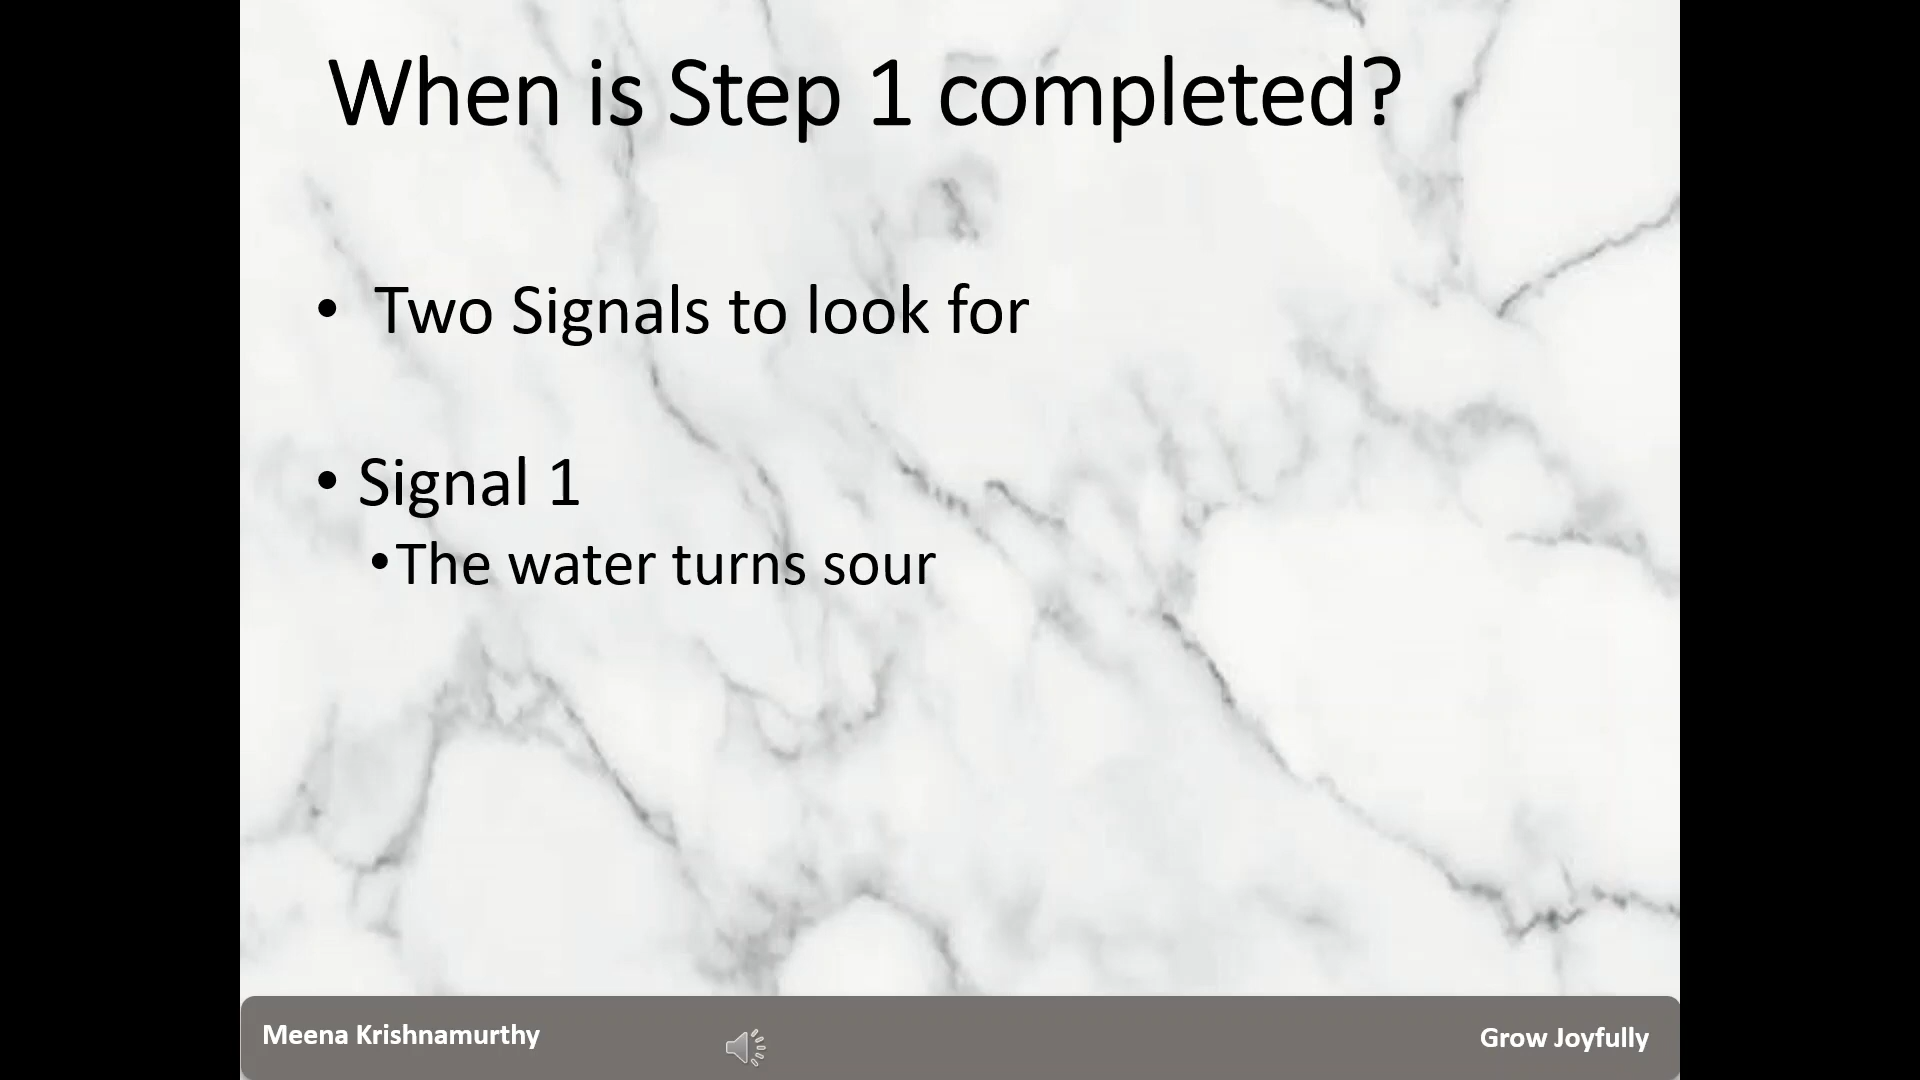 When is Step 1 completed?
• Two Signals to look for
• Signal 1
• The water turns sour
Meena Krishnamurthy
Grow Joyfully